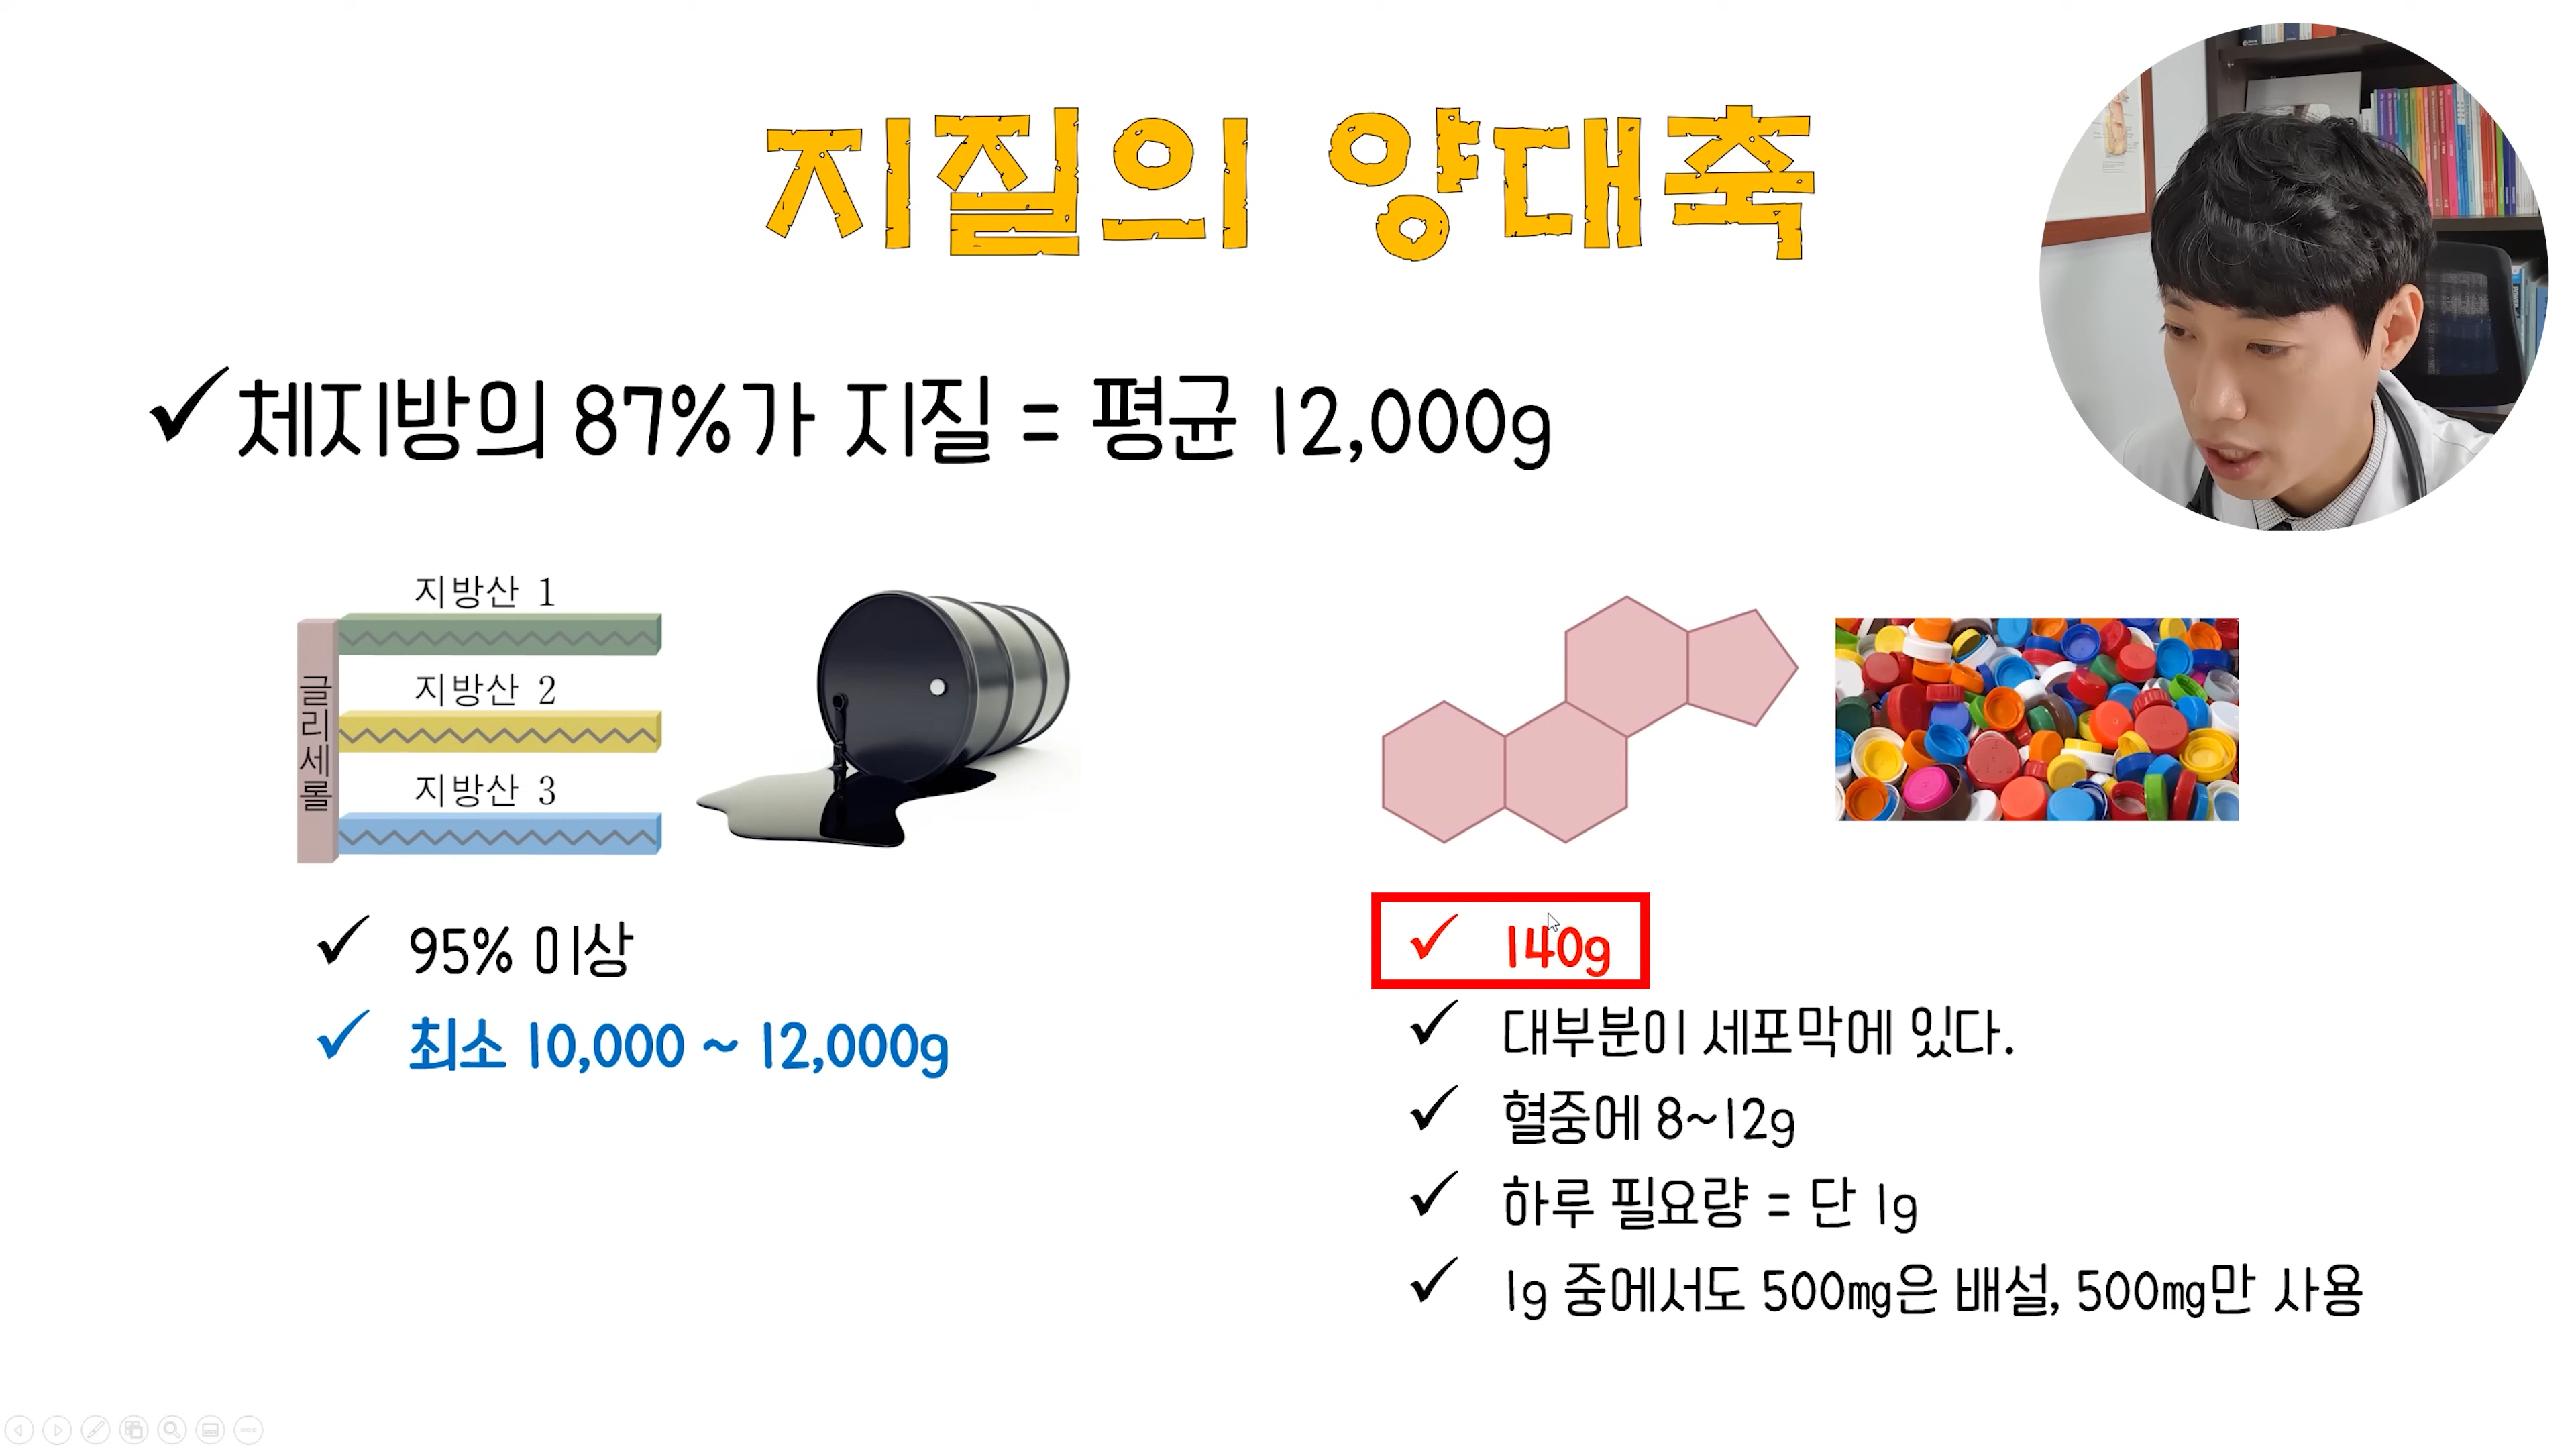 지질의 양대축
체지방의 87%가 지질 = 평균 12,000g
지방산 1
지방산 2
지방산 3
글리세롤
95% 이상
최소 10,000 ~ 12,000g
140g
대부분이 세포막에 있다.
혈중에 8~12g
하루 필요량 = 단 1g
1g 중에서도 500㎎은 배설, 500㎎만 사용